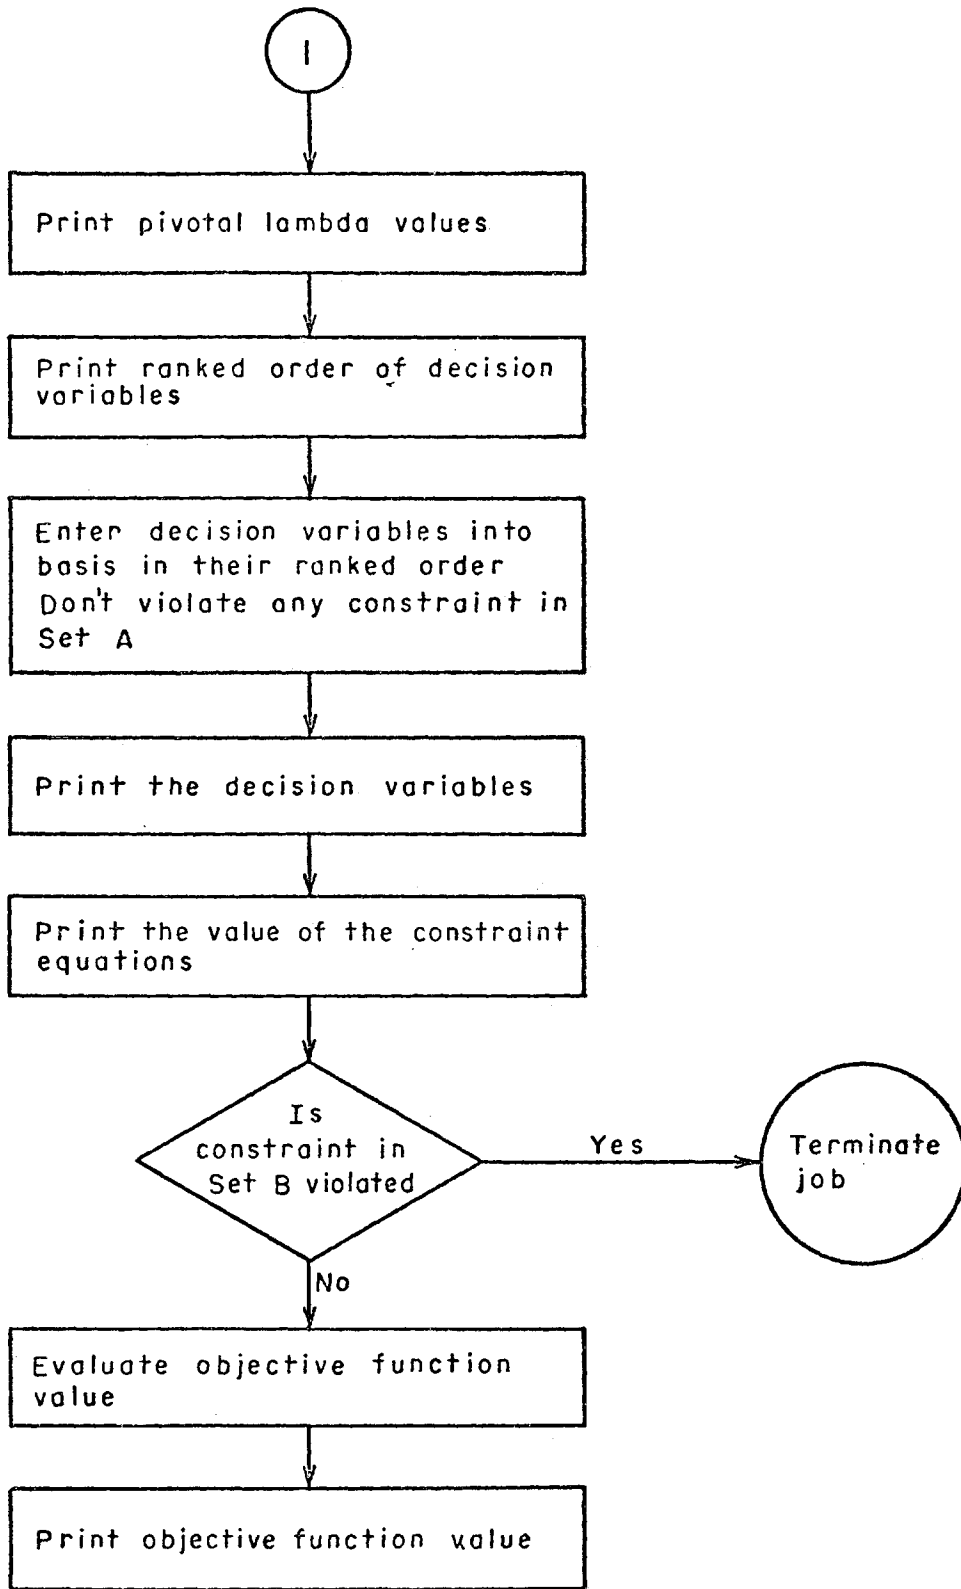 1
Print pivotal lambda values
Print ranked order of decision
variables
Enter decision variables into
basis in their ranked order
Don't violate any constraint in
Set A
Print the decision variables
Print the value of the constraint
equations
Is
constraint in
Set B violated
Yes
Terminate
job
No
Evaluate objective function
value
Print objective function value